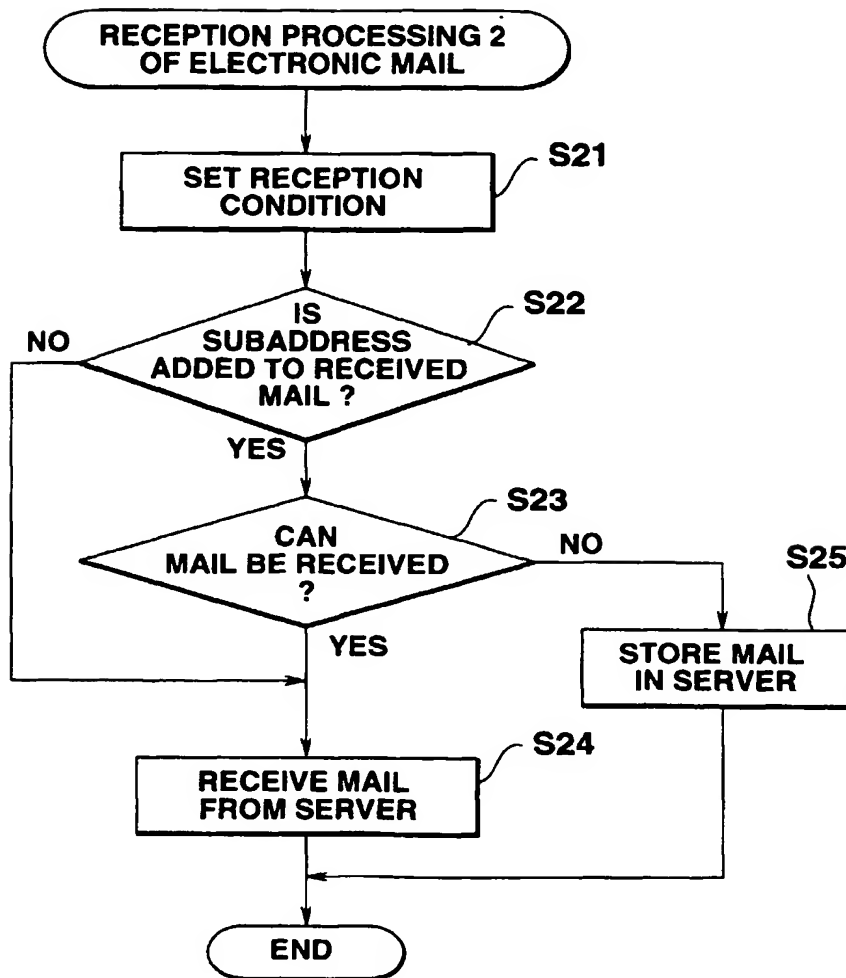 RECEPTION PROCESSING 2
OF ELECTRONIC MAIL
S21
SET RECEPTION
CONDITION
S22
IS
SUBADDRESS
ADDED TO RECEIVED
MAIL ?
NO
YES
S23
CAN
MAIL BE RECEIVED
?
NO
YES
S25
STORE MAIL
IN SERVER
S24
RECEIVE MAIL
FROM SERVER
END